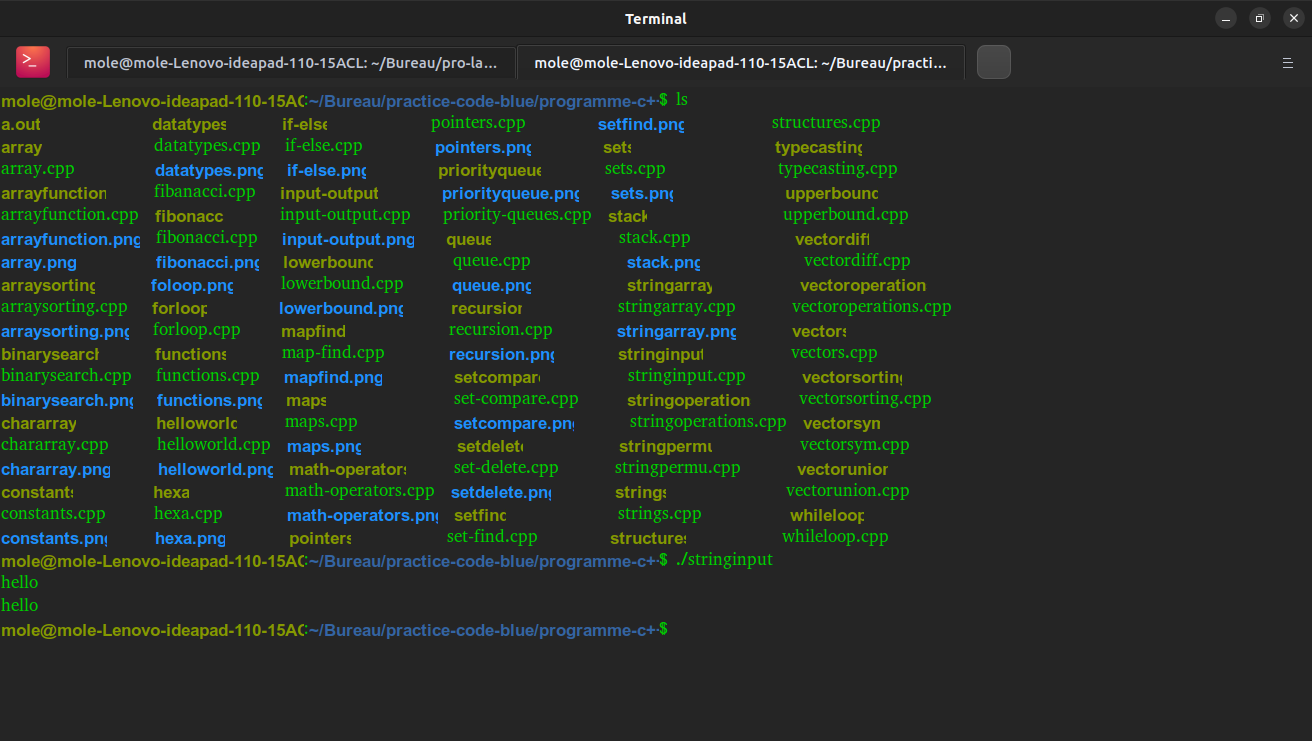 Terminal
mole@mole-Lenovo-ideapad-110-15ACL: ~/Bureau/pro-la... mole@mole-Lenovo-ideapad-110-15ACL: ~/Bureau/practi...
mole@mole-Lenovo-ideapad-110-15AC:~/Bureau/practice-code-blue/programme-c+-$ ls
a.out datatypes if-else pointers.cpp setfind.png structures.cpp
array datatypes.cpp if-else.cpp pointers.png sets typecasting
array.cpp datatypes.png if-else.png priorityqueue sets.cpp typecasting.cpp
arrayfunction fibanacci.cpp input-output priorityqueue.png sets.png upperbound
arrayfunction.cpp fibonacc input-output.cpp priority-queues.cpp stack upperbound.cpp
arrayfunction.png fibonacci.cpp input-output.png queue stack.cpp vectordiff
array.png fibonacci.png lowerbound queue.cpp stack.png vectordiff.cpp
arraysorting foloop.png lowerbound.cpp queue.png stringarray vectoroperation
arraysorting.cpp forloop lowerbound.png recursion stringarray.cpp vectoroperations.cpp
arraysorting.png forloop.cpp mapfind recursion.cpp stringarray.png vectors
binarysearch functions map-find.cpp recursion.png stringinput vectors.cpp
binarysearch.cpp functions.cpp mapfind.png setcompare stringinput.cpp vectorsorting
binarysearch.png functions.png maps set-compare.cpp stringoperation vectorsorting.cpp
chararray helloworld maps.cpp setcompare.png stringoperations.cpp vectorsym
chararray.cpp helloworld.cpp maps.png setdelete stringpermu vectorsym.cpp
chararray.png helloworld.png math-operators set-delete.cpp stringpermu.cpp vectorunion
constants hexa math-operators.cpp setdelete.png strings vectorunion.cpp
constants.cpp hexa.cpp math-operators.png setfind strings.cpp whileloop
constants.png hexa.png pointers set-find.cpp structures whileloop.cpp
mole@mole-Lenovo-ideapad-110-15AC:~/Bureau/practice-code-blue/programme-c+-$ ./stringinput
hello
hello
mole@mole-Lenovo-ideapad-110-15AC:~/Bureau/practice-code-blue/programme-c+-$